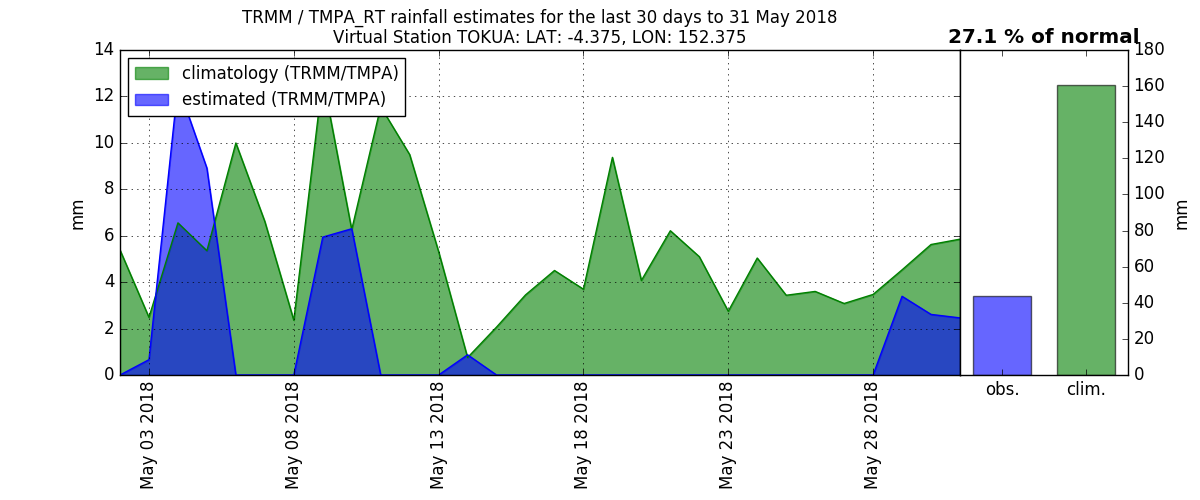 TRMM / TMPA_RT rainfall estimates for the last 30 days to 31 May 2018
Virtual Station TOKUA: LAT: -4.375, LON: 152.375
27.1 % of normal
climatology (TRMM/TMPA)
estimated (TRMM/TMPA)
mm
14
12
10
8
6
4
2
0
May 03 2018
May 08 2018
May 13 2018
May 18 2018
May 23 2018
May 28 2018
obs.
clim.
180
160
140
120
100
80
60
40
20
0
mm